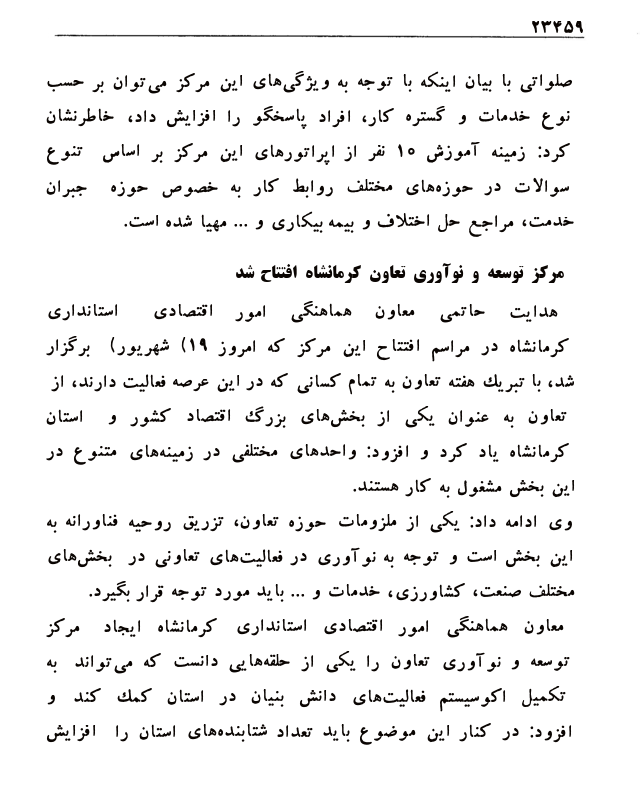 ۲۳۴۵۹
صلواتی با بیان اینکه با توجه به ویژگی‌های این مرکز می‌توان بر حسب
نوع خدمات و گستره کار، افراد پاسخگو را افزایش داد، خاطرنشان
کرد: زمینه آموزش ۱۵ نفر از اپراتورهای این مرکز بر اساس تنوع
سوالات در حوزه‌های مختلف روابط کار به خصوص حوزه جبران
خدمت، مراجع حل اختلاف و بیمه بیکاری و ... مهیا شده است.
مرکز توسعه و نوآوری تعاون کرمانشاه افتتاح شد
هدایت حاتمی معاون هماهنگی امور اقتصادی استانداری
کرمانشاه در مراسم افتتاح این مرکز که امروز ۱۹) شهریور) برگزار
شد، با تبریك هفته تعاون به تمام کسانی که در این عرصه فعالیت دارند، از
تعاون به عنوان یکی از بخش‌های بزرگ اقتصاد کشور و استان
کرمانشاه یاد کرد و افزود: واحدهای مختلفی در زمینه‌های متنوع در
این بخش مشغول به کار هستند.
وی ادامه داد: یکی از ملزومات حوزه تعاون، تزریق روحیه فناورانه به
این بخش است و توجه به نوآوری در فعالیت‌های تعاونی در بخش‌های
مختلف صنعت، کشاورزی، خدمات و ... باید مورد توجه قرار بگیرد.
معاون هماهنگی امور اقتصادی استانداری کرمانشاه ایجاد مرکز
توسعه و نوآوری تعاون را یکی از حلقه‌هایی دانست که می‌تواند به
تکمیل اکوسیستم فعالیت‌های دانش بنیان در استان کمك کند و
افزود: در کنار این موضوع باید تعداد شتابنده‌های استان را افزایش